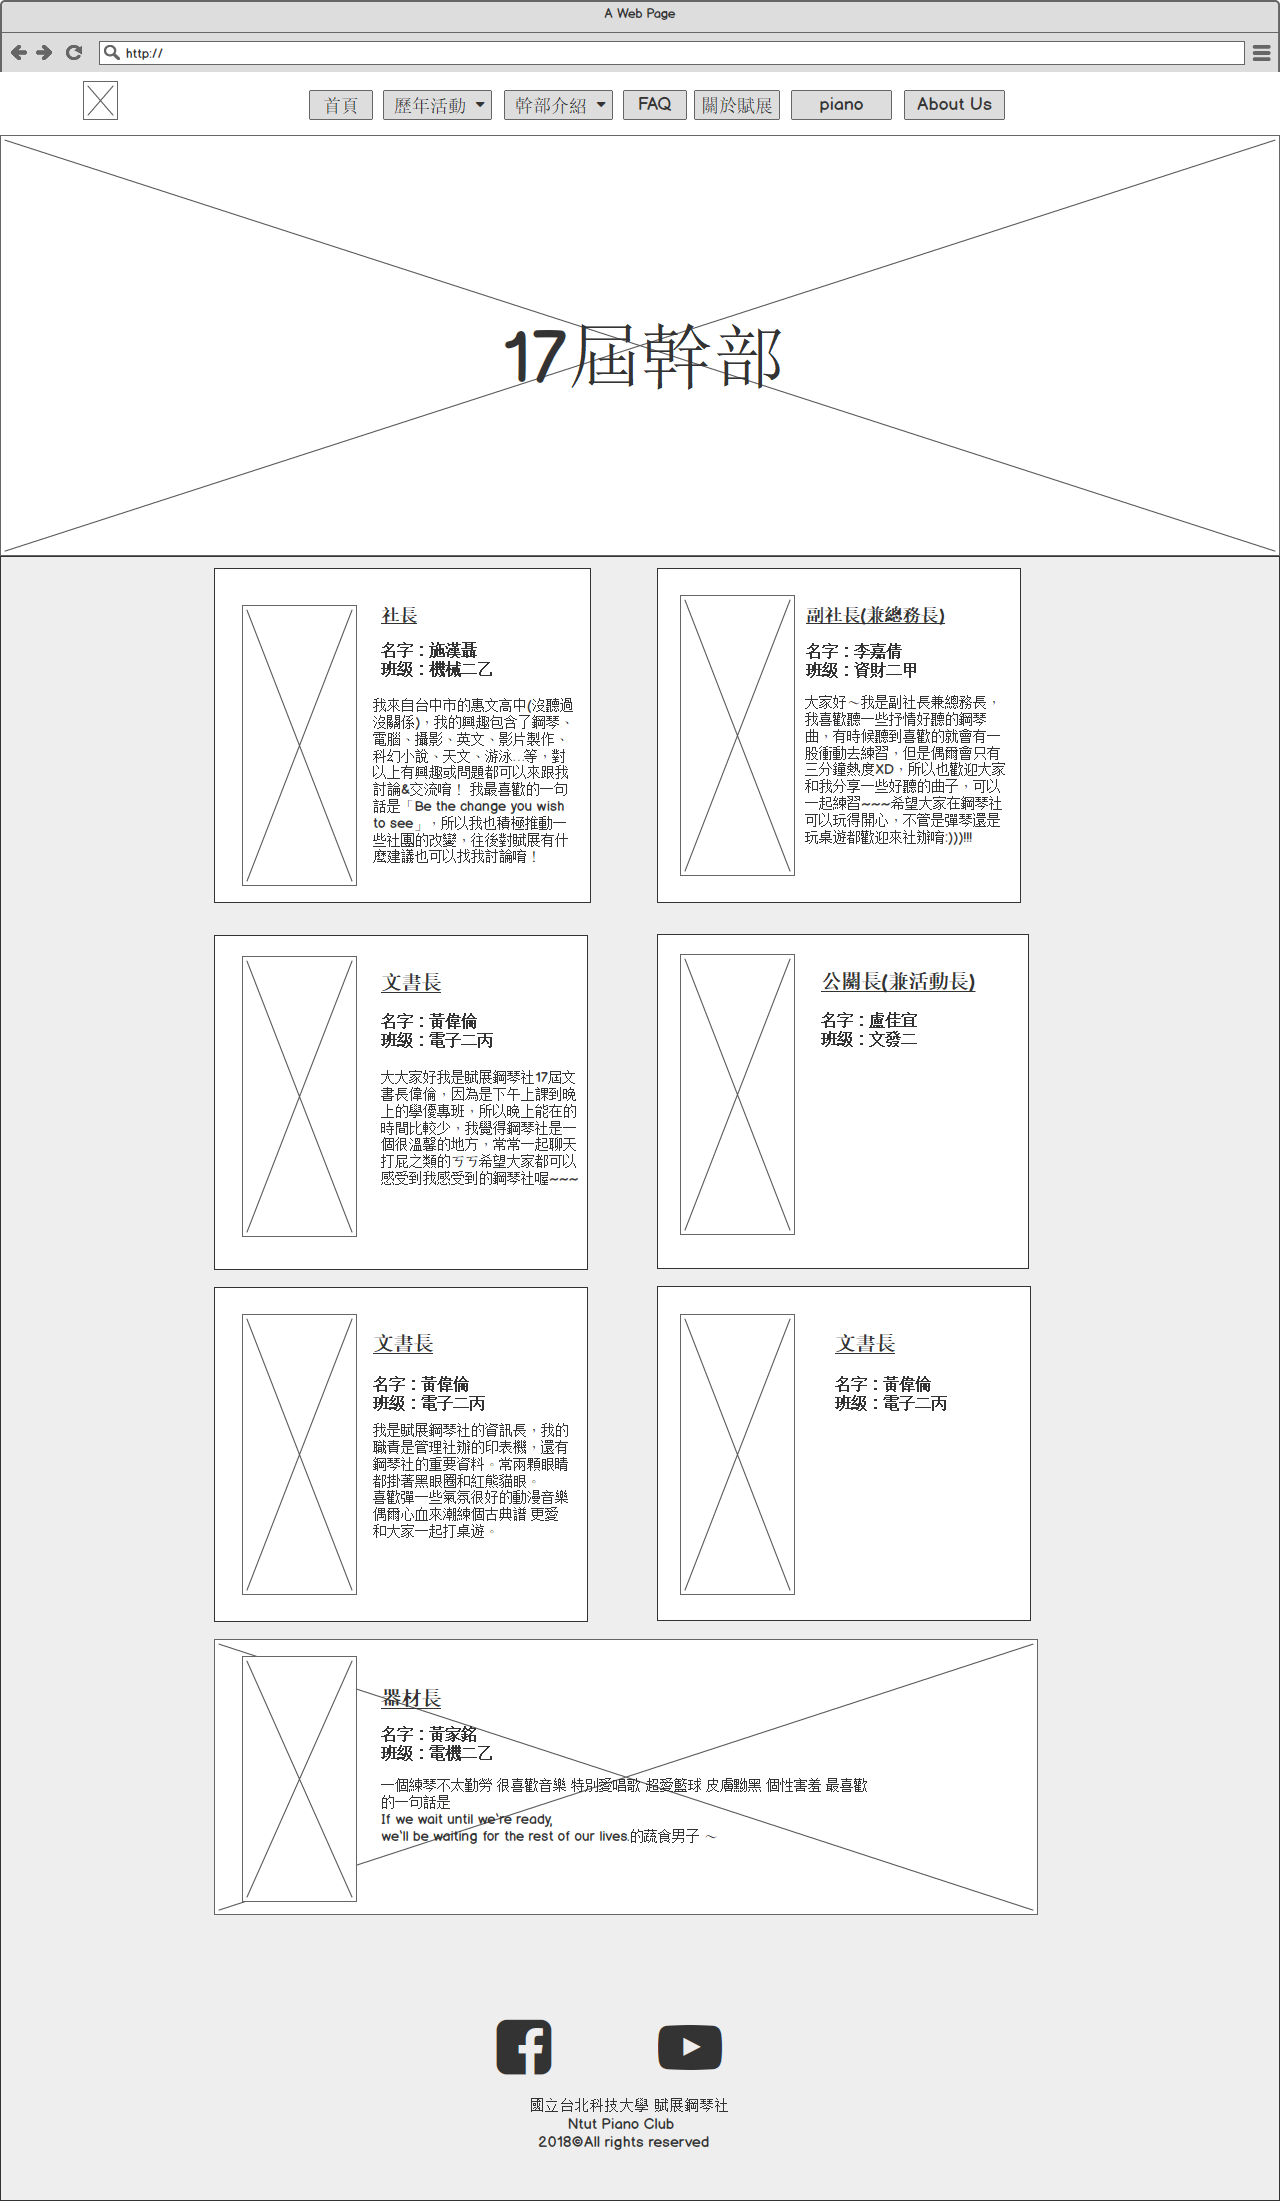 A Web Page
http://
首頁
歷年活動
幹部介紹
FAQ
關於賦展
piano
About Us
17屆幹部
社長
名字：施漢聶
班級：機械二乙
我來自台中市的惠文高中(沒聽過
沒關係)，我的興趣包含了鋼琴、
電腦、攝影、英文、影片製作、
科幻小說、天文、游泳...等，對
以上有興趣或問題都可以來跟我
討論&交流唷！ 我最喜歡的一句
話是「Be the change you wish
to see」，所以我也積極推動一
些社團的改變，往後對賦展有什
麼建議也可以找我討論唷！
副社長(兼總務長)
名字：李嘉倩
班級：資財二甲
大家好～我是副社長兼總務長，
我喜歡聽一些抒情好聽的鋼琴
曲，有時候聽到喜歡的就會有一
股衝動去練習，但是偶爾會只有
三分鐘熱度XD，所以也歡迎大家
和我分享一些好聽的曲子，可以
一起練習~~~希望大家在鋼琴社
可以玩得開心，不管是彈琴還是
玩桌遊都歡迎來社辦唷:)))!!!
文書長
名字：黃偉倫
班級：電子二丙
大大家好我是賦展鋼琴社17屆文
書長偉倫，因為是下午上課到晚
上的學優專班，所以晚上能在的
時間比較少，我覺得鋼琴社是一
個很溫馨的地方，常常一起聊天
打屁之類的ㄎㄎ希望大家都可以
感受到我感受到的鋼琴社喔~~~
公關長(兼活動長)
名字：盧佳宜
班級：文發二
文書長
名字：黃偉倫
班級：電子二丙
我是賦展鋼琴社的資訊長，我的
職責是管理社辦的印表機，還有
鋼琴社的重要資料。常兩顆眼睛
都掛著黑眼圈和紅熊貓眼。
喜歡彈一些氣氛很好的動漫音樂
偶爾心血來潮練個古典譜 更愛
和大家一起打桌遊。
文書長
名字：黃偉倫
班級：電子二丙
器材長
名字：黃家銘
班級：電機二乙
一個練琴不太勤勞 很喜歡音樂 特別愛唱歌 超愛籃球 皮膚黝黑 個性害羞 最喜歡
的一句話是
If we wait until we're ready,
we'll be waiting for the rest of our lives.的蔬食男子 ～
國立台北科技大學 賦展鋼琴社
Ntut Piano Club
2018©All rights reserved